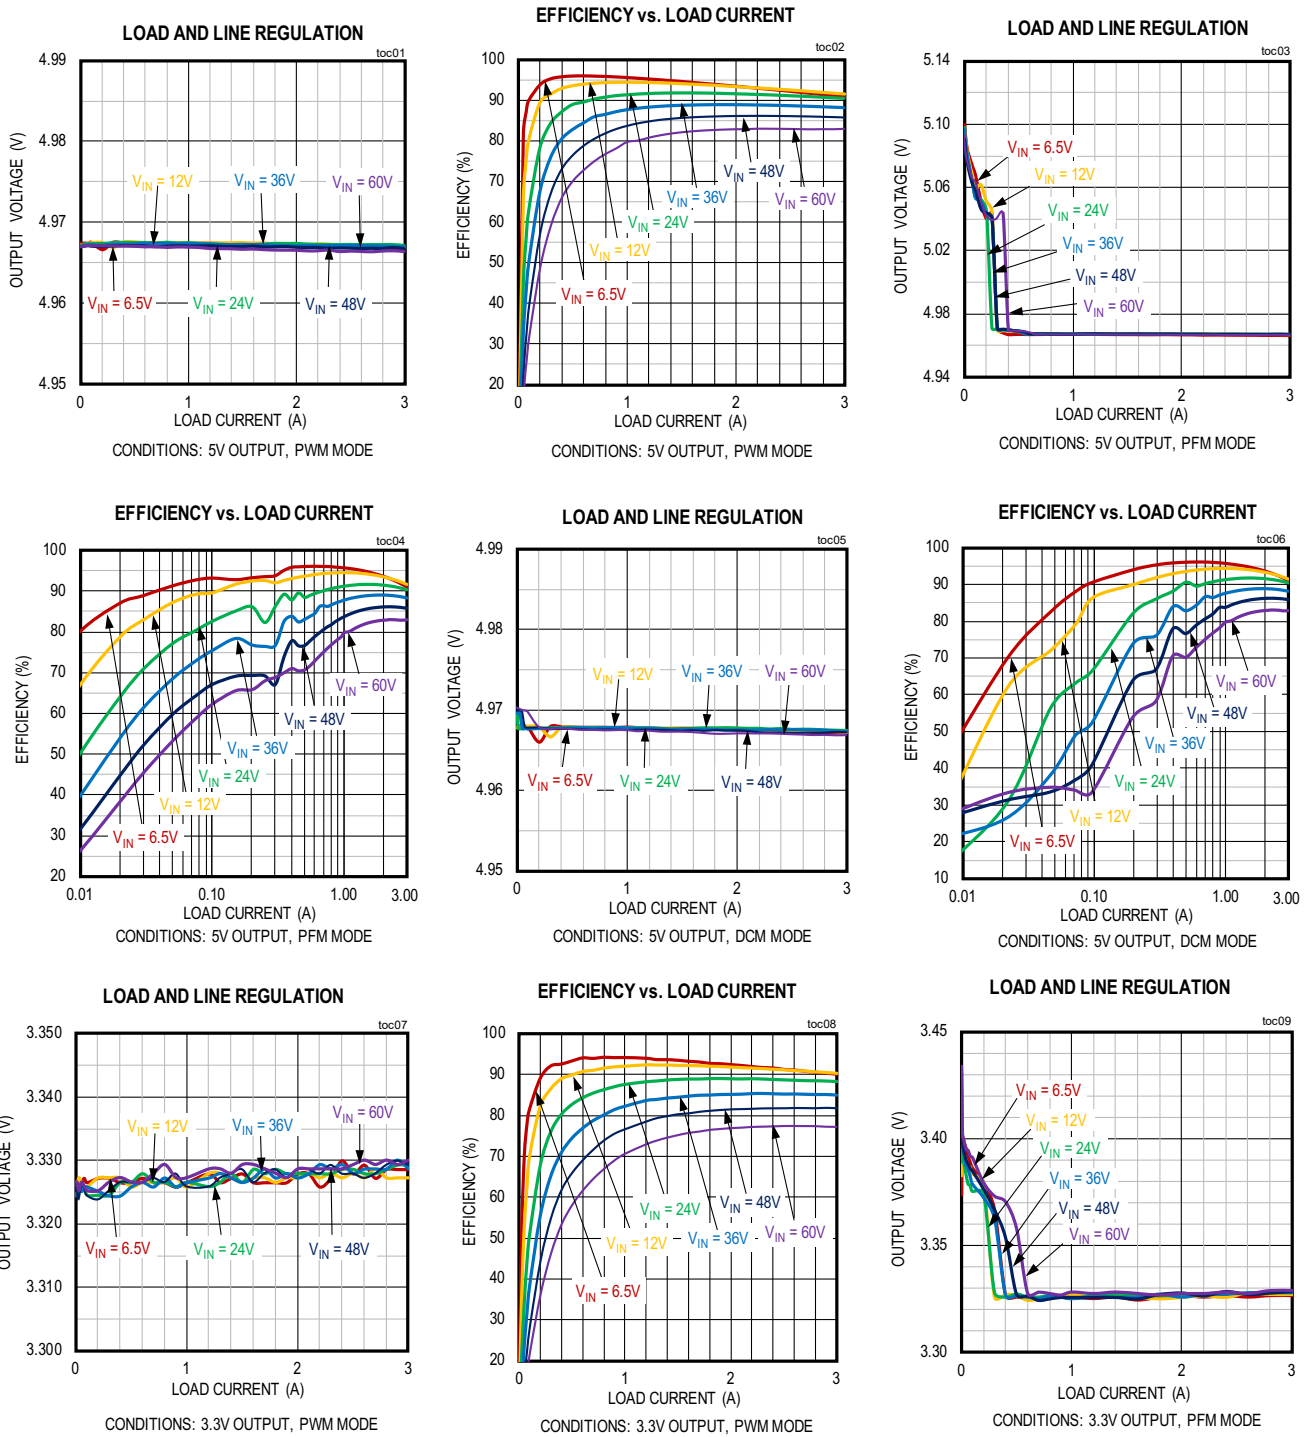 LOAD AND LINE REGULATION
toc01
4.99
4.98
4.97
4.96
4.95
OUTPUT VOLTAGE (V)
VIN = 12V
VIN = 36V
VIN = 60V
VIN = 6.5V
VIN = 24V
VIN = 48V
0 1 2 3
LOAD CURRENT (A)
CONDITIONS: 5V OUTPUT, PWM MODE
EFFICIENCY vs. LOAD CURRENT
toc02
100
90
80
70
60
50
40
30
20
EFFICIENCY (%)
VIN = 48V
VIN = 36V
VIN = 60V
VIN = 24V
VIN = 12V
VIN = 6.5V
0 1 2 3
LOAD CURRENT (A)
CONDITIONS: 5V OUTPUT, PWM MODE
LOAD AND LINE REGULATION
toc03
5.14
5.10
5.06
5.02
4.98
4.94
OUTPUT VOLTAGE (V)
VIN = 6.5V
VIN = 12V
VIN = 24V
VIN = 36V
VIN = 48V
VIN = 60V
0 1 2 3
LOAD CURRENT (A)
CONDITIONS: 5V OUTPUT, PFM MODE
EFFICIENCY vs. LOAD CURRENT
toc04
100
90
80
70
60
50
40
30
20
EFFICIENCY (%)
VIN = 60V
VIN = 48V
VIN = 36V
VIN = 24V
VIN = 12V
VIN = 6.5V
0.01 0.10 1.00 3.00
LOAD CURRENT (A)
CONDITIONS: 5V OUTPUT, PFM MODE
LOAD AND LINE REGULATION
toc05
4.99
4.98
4.97
4.96
4.95
OUTPUT VOLTAGE (V)
VIN = 12V
VIN = 36V
VIN = 60V
VIN = 6.5V
VIN = 24V
VIN = 48V
0 1 2 3
LOAD CURRENT (A)
CONDITIONS: 5V OUTPUT, DCM MODE
EFFICIENCY vs. LOAD CURRENT
toc06
100
90
80
70
60
50
40
30
20
10
EFFICIENCY (%)
VIN = 60V
VIN = 48V
VIN = 36V
VIN = 24V
VIN = 12V
VIN = 6.5V
0.01 0.10 1.00 3.00
LOAD CURRENT (A)
CONDITIONS: 5V OUTPUT, DCM MODE
LOAD AND LINE REGULATION
toc07
3.350
3.340
3.330
3.320
3.310
3.300
OUTPUT VOLTAGE (V)
VIN = 60V
VIN = 12V
VIN = 36V
VIN = 6.5V
VIN = 24V
VIN = 48V
0 1 2 3
LOAD CURRENT (A)
CONDITIONS: 3.3V OUTPUT, PWM MODE
EFFICIENCY vs. LOAD CURRENT
toc08
100
90
80
70
60
50
40
30
20
EFFICIENCY (%)
VIN = 48V
VIN = 24V
VIN = 60V
VIN = 36V
VIN = 12V
VIN = 6.5V
0 1 2 3
LOAD CURRENT (A)
CONDITIONS: 3.3V OUTPUT, PWM MODE
LOAD AND LINE REGULATION
toc09
3.45
3.40
3.35
3.30
OUTPUT VOLTAGE (V)
VIN = 6.5V
VIN = 12V
VIN = 24V
VIN = 36V
VIN = 48V
VIN = 60V
0 1 2 3
LOAD CURRENT (A)
CONDITIONS: 3.3V OUTPUT, PFM MODE